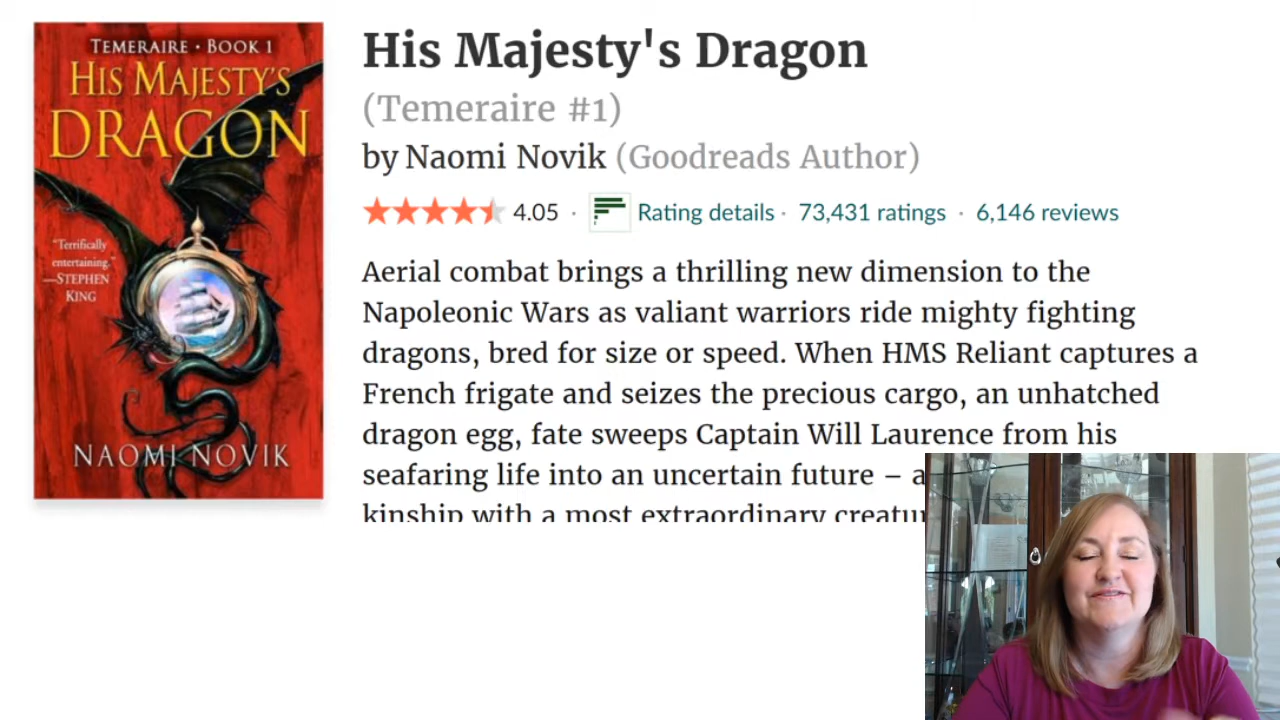 TEMERAIRE · BOOK 1
HIS MAJESTY'S
DRAGON
"Terrifically
entertaining."
—STEPHEN
KING
NAOMI NOVIK
His Majesty's Dragon
(Temeraire #1)
by Naomi Novik (Goodreads Author)
4.05 · Rating details · 73,431 ratings · 6,146 reviews
Aerial combat brings a thrilling new dimension to the
Napoleonic Wars as valiant warriors ride mighty fighting
dragons, bred for size or speed. When HMS Reliant captures a
French frigate and seizes the precious cargo, an unhatched
dragon egg, fate sweeps Captain Will Laurence from his
seafaring life into an uncertain future – a
kinship with a most extraordinary